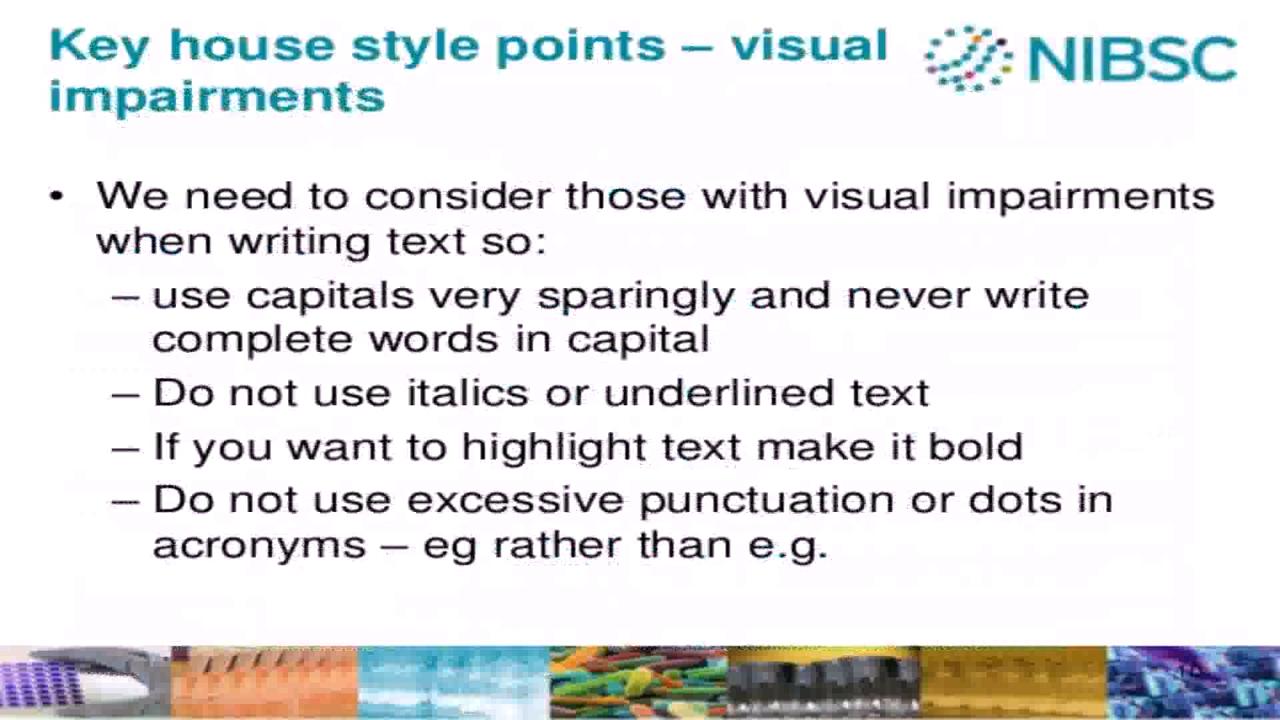 Key house style points – visual
impairments
NIBSC
• We need to consider those with visual impairments
when writing text so:
– use capitals very sparingly and never write
complete words in capital
– Do not use italics or underlined text
– If you want to highlight text make it bold
– Do not use excessive punctuation or dots in
acronyms – eg rather than e.g.